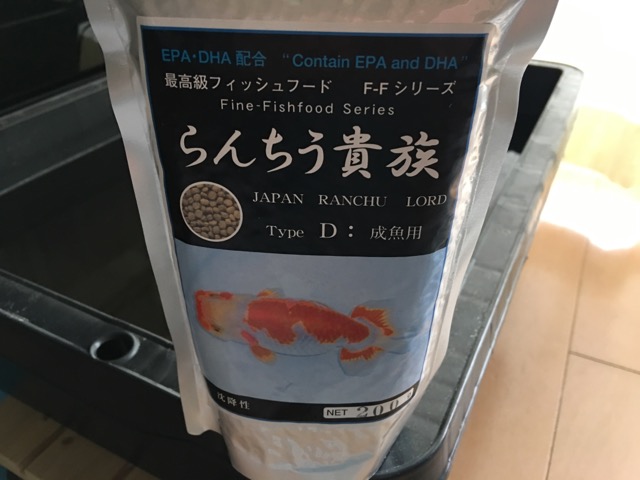 EPA・DHA 配合 "Contain EPA and DHA"
最高級フィッシュフード F-Fシリーズ
Fine-Fishfood Series
らんちう貴族
JAPAN RANCHU LORD
Type D: 成魚用
沈降性
NET 200g